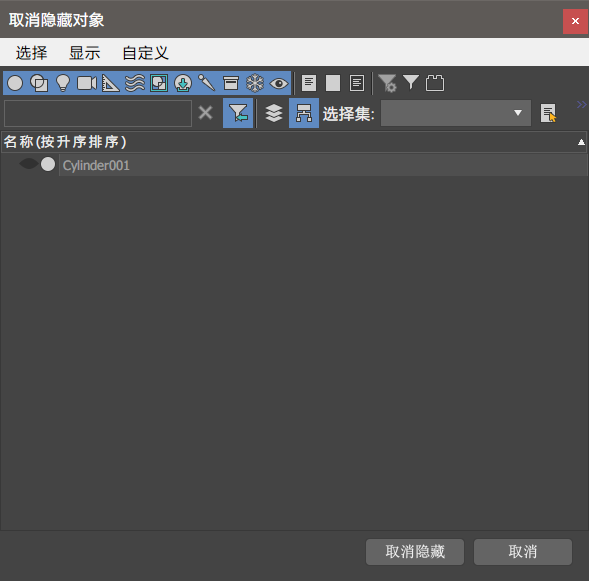 取消隐藏对象
选择 显示 自定义
选择集:
名称(按升序排序)
Cylinder001
取消隐藏 取消